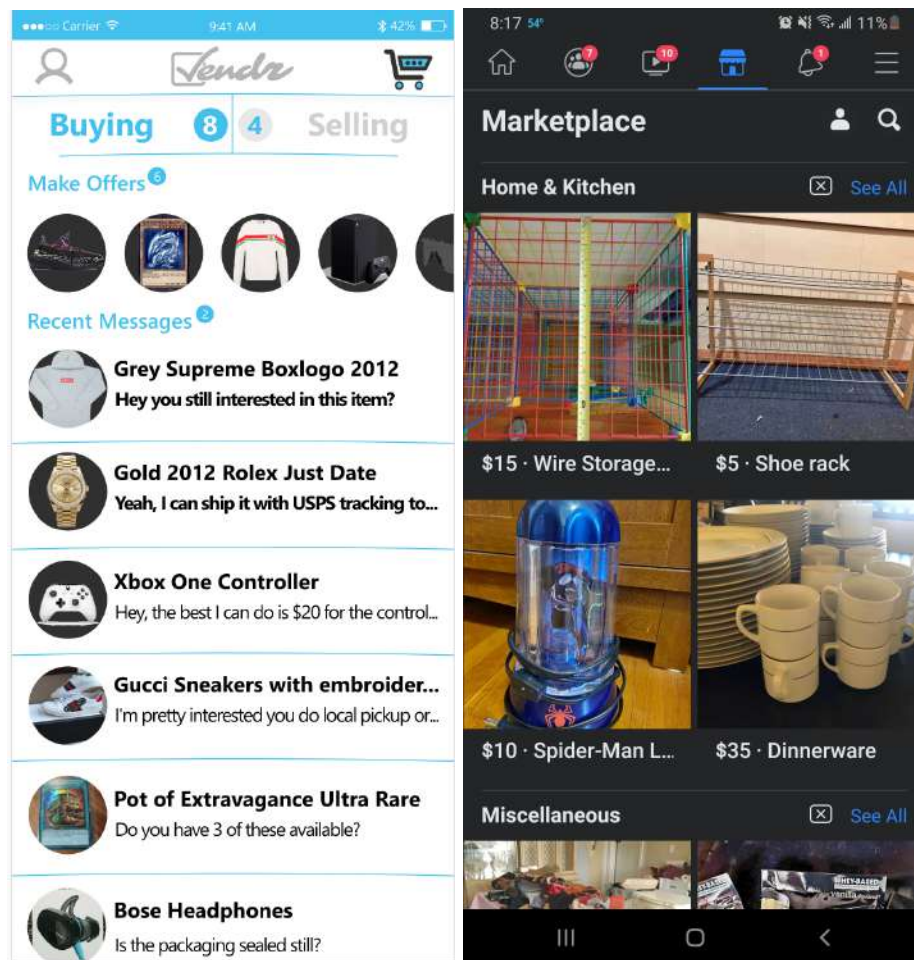 Carrier
9:41 AM
42%
Vendr
Buying
8
4
Selling
Make Offers 6
Recent Messages 2
Grey Supreme Boxlogo 2012
Hey you still interested in this item?
Gold 2012 Rolex Just Date
Yeah, I can ship it with USPS tracking to...
Xbox One Controller
Hey, the best I can do is $20 for the control...
Gucci Sneakers with embroider...
I'm pretty interested you do local pickup or...
Pot of Extravagance Ultra Rare
Do you have 3 of these available?
Bose Headphones
Is the packaging sealed still?
8:17 54°
11%
7
10
1
Marketplace
Home & Kitchen
See All
$15 · Wire Storage...
$5 · Shoe rack
$10 · Spider-Man L...
$35 · Dinnerware
Miscellaneous
See All
WHEY-BASED
vanilla